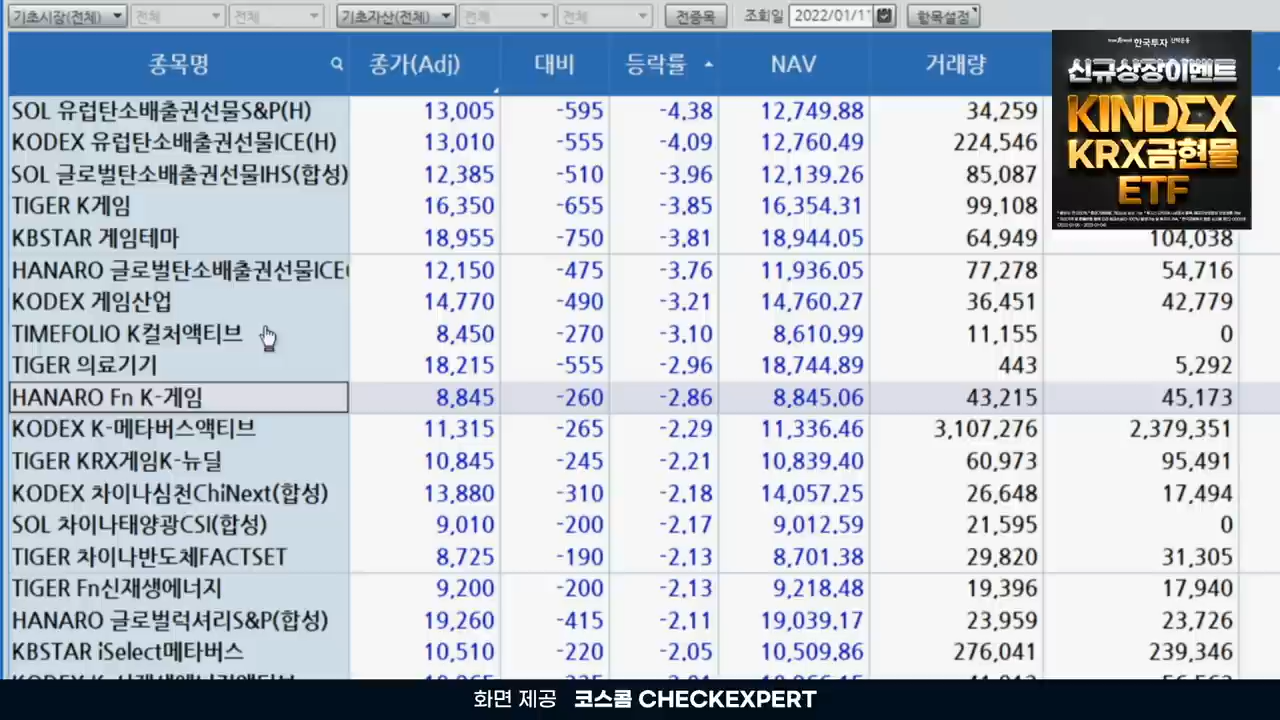 기초시장(전체) 전체 전체 기초자산(전체) 전체 전체 전종목 조회일 2022/01/1 항목설정
종목명 종가(Adj) 대비 등락률 NAV 거래량
한국투자 신탁운용
신규상장이벤트
KINDEX
KRX금현물
ETF
SOL 유럽탄소배출권선물S&P(H) 13,005 -595 -4.38 12,749.88 34,259
KODEX 유럽탄소배출권선물ICE(H) 13,010 -555 -4.09 12,760.49 224,546
SOL 글로벌탄소배출권선물IHS(합성) 12,385 -510 -3.96 12,139.26 85,087
TIGER K게임 16,350 -655 -3.85 16,354.31 99,108
KBSTAR 게임테마 18,955 -750 -3.81 18,944.05 64,949 104,038
HANARO 글로벌탄소배출권선물ICE( 12,150 -475 -3.76 11,936.05 77,278 54,716
KODEX 게임산업 14,770 -490 -3.21 14,760.27 36,451 42,779
TIMEFOLIO K컬처액티브 8,450 -270 -3.10 8,610.99 11,155 0
TIGER 의료기기 18,215 -555 -2.96 18,744.89 443 5,292
HANARO Fn K-게임 8,845 -260 -2.86 8,845.06 43,215 45,173
KODEX K-메타버스액티브 11,315 -265 -2.29 11,336.46 3,107,276 2,379,351
TIGER KRX게임K-뉴딜 10,845 -245 -2.21 10,839.40 60,973 95,491
KODEX 차이나심천ChiNext(합성) 13,880 -310 -2.18 14,057.25 26,648 17,494
SOL 차이나태양광CSI(합성) 9,010 -200 -2.17 9,012.59 21,595 0
TIGER 차이나반도체FACTSET 8,725 -190 -2.13 8,701.38 29,820 31,305
TIGER Fn신재생에너지 9,200 -200 -2.13 9,218.48 19,396 17,940
HANARO 글로벌럭셔리S&P(합성) 19,260 -415 -2.11 19,039.17 23,959 23,726
KBSTAR iSelect메타버스 10,510 -220 -2.05 10,509.86 276,041 239,346
화면 제공 코스콤 CHECKEXPERT